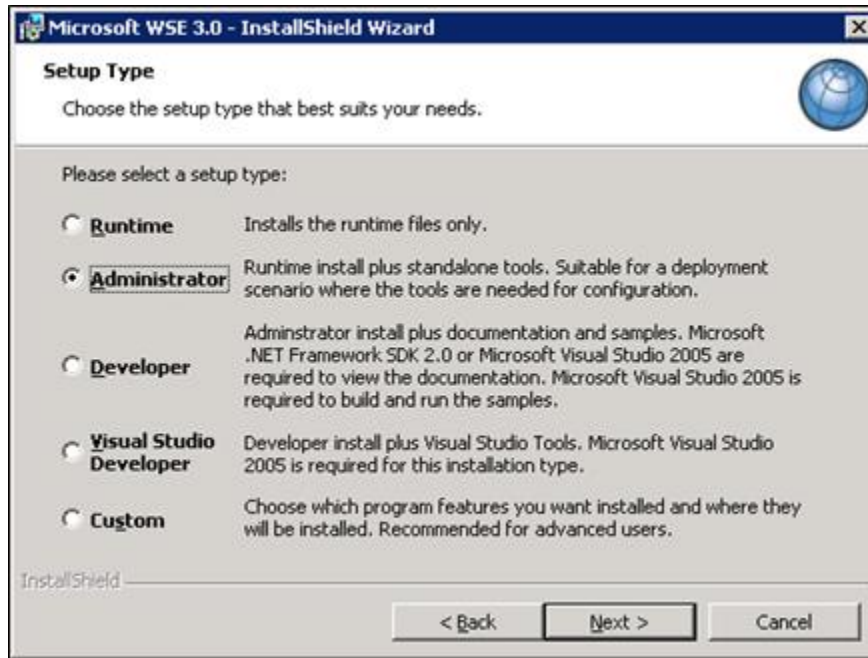 Microsoft WSE 3.0 - InstallShield Wizard
Setup Type
Choose the setup type that best suits your needs.
Please select a setup type:
Runtime
Installs the runtime files only.
Administrator
Runtime install plus standalone tools. Suitable for a deployment
scenario where the tools are needed for configuration.
Developer
Adminstrator install plus documentation and samples. Microsoft
.NET Framework SDK 2.0 or Microsoft Visual Studio 2005 are
required to view the documentation. Microsoft Visual Studio 2005 is
required to build and run the samples.
Visual Studio
Developer
Developer install plus Visual Studio Tools. Microsoft Visual Studio
2005 is required for this installation type.
Custom
Choose which program features you want installed and where they
will be installed. Recommended for advanced users.
InstallShield
< Back
Next >
Cancel